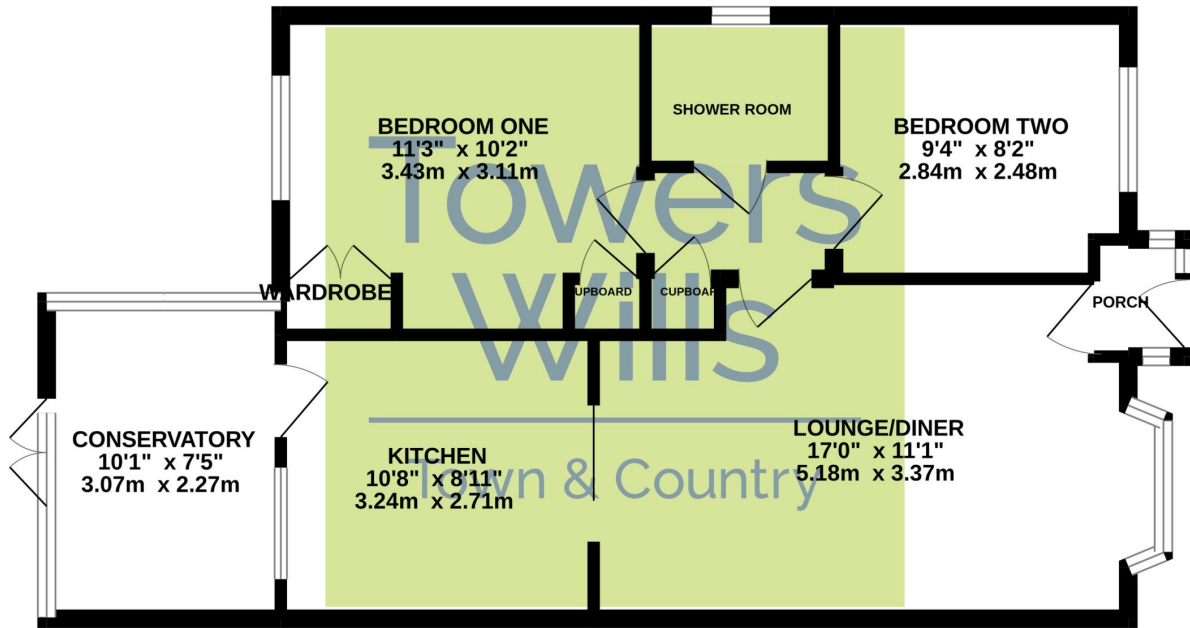 BEDROOM ONE
11'3" x 10'2"
3.43m x 3.11m
SHOWER ROOM
BEDROOM TWO
9'4" x 8'2"
2.84m x 2.48m
WARDROBE
UPBOARD
CUPBOAR
PORCH
CONSERVATORY
10'1" x 7'5"
3.07m x 2.27m
KITCHEN
10'8" x 8'11"
3.24m x 2.71m
LOUNGE/DINER
17'0" x 11'1"
5.18m x 3.37m
Towers
Wills
Town & Country